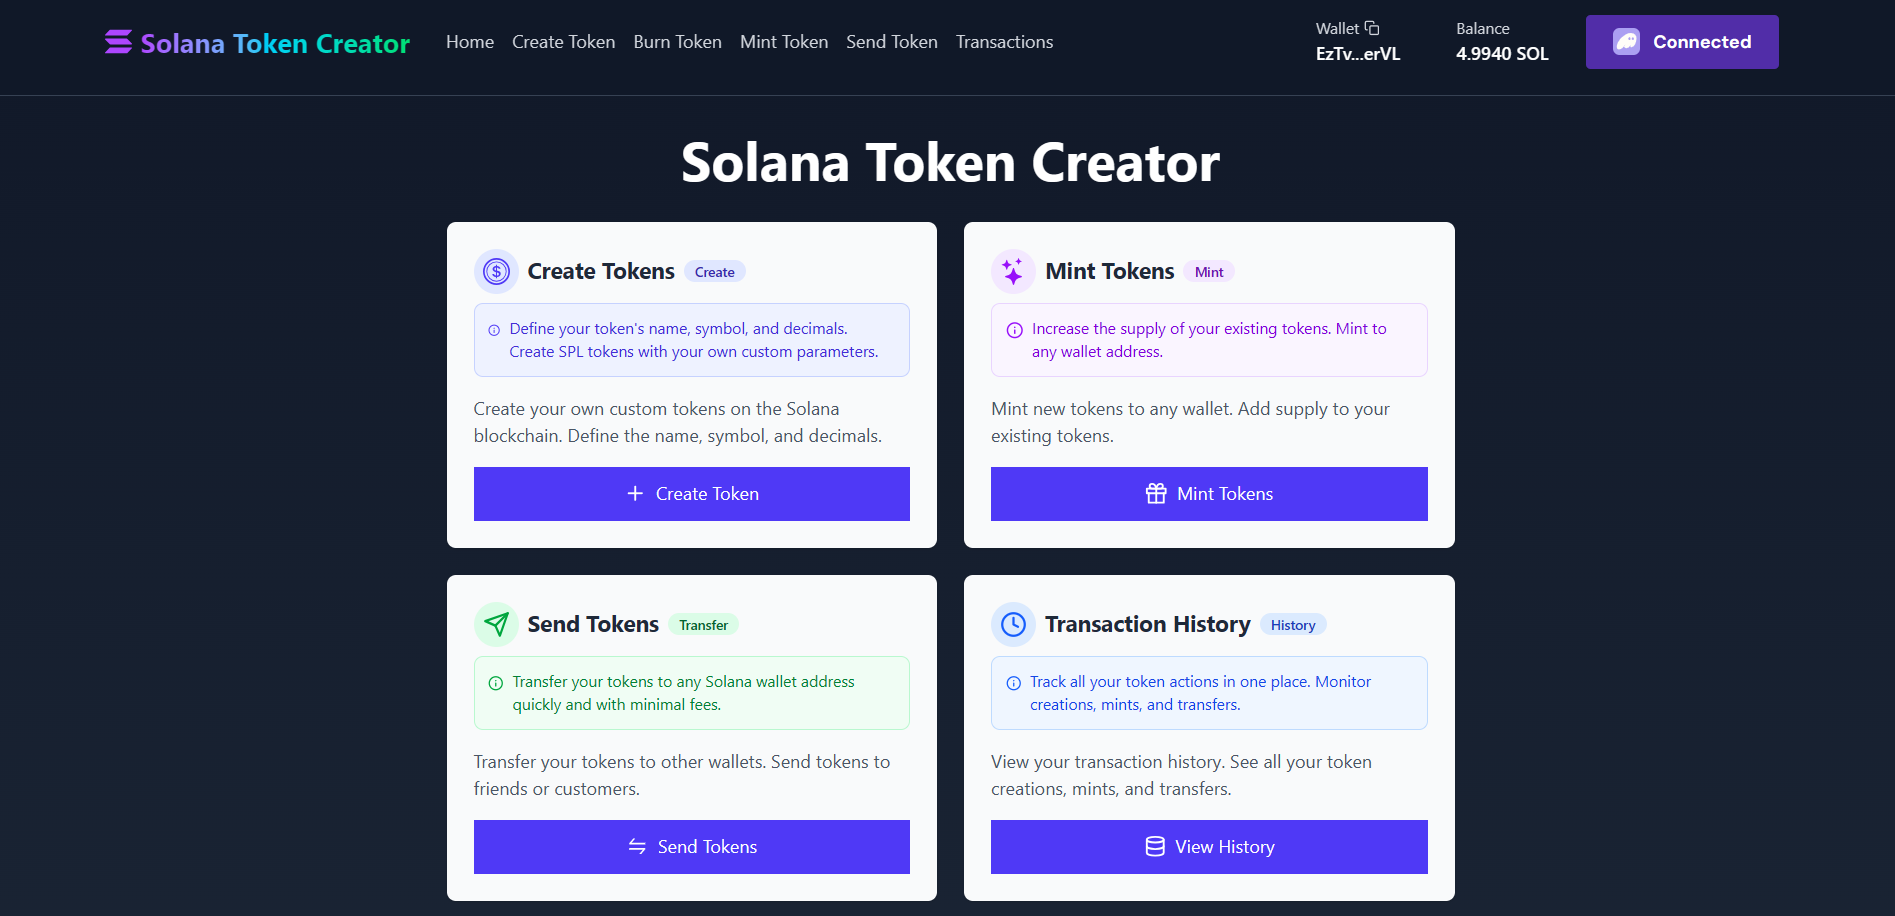 Solana Token Creator
Home Create Token Burn Token Mint Token Send Token Transactions
Wallet
EzTv...erVL
Balance
4.9940 SOL
Connected
Solana Token Creator
Create Tokens Create
Define your token's name, symbol, and decimals.
Create SPL tokens with your own custom parameters.
Create your own custom tokens on the Solana
blockchain. Define the name, symbol, and decimals.
Create Token
Mint Tokens Mint
Increase the supply of your existing tokens. Mint to
any wallet address.
Mint new tokens to any wallet. Add supply to your
existing tokens.
Mint Tokens
Send Tokens Transfer
Transfer your tokens to any Solana wallet address
quickly and with minimal fees.
Transfer your tokens to other wallets. Send tokens to
friends or customers.
Send Tokens
Transaction History History
Track all your token actions in one place. Monitor
creations, mints, and transfers.
View your transaction history. See all your token
creations, mints, and transfers.
View History